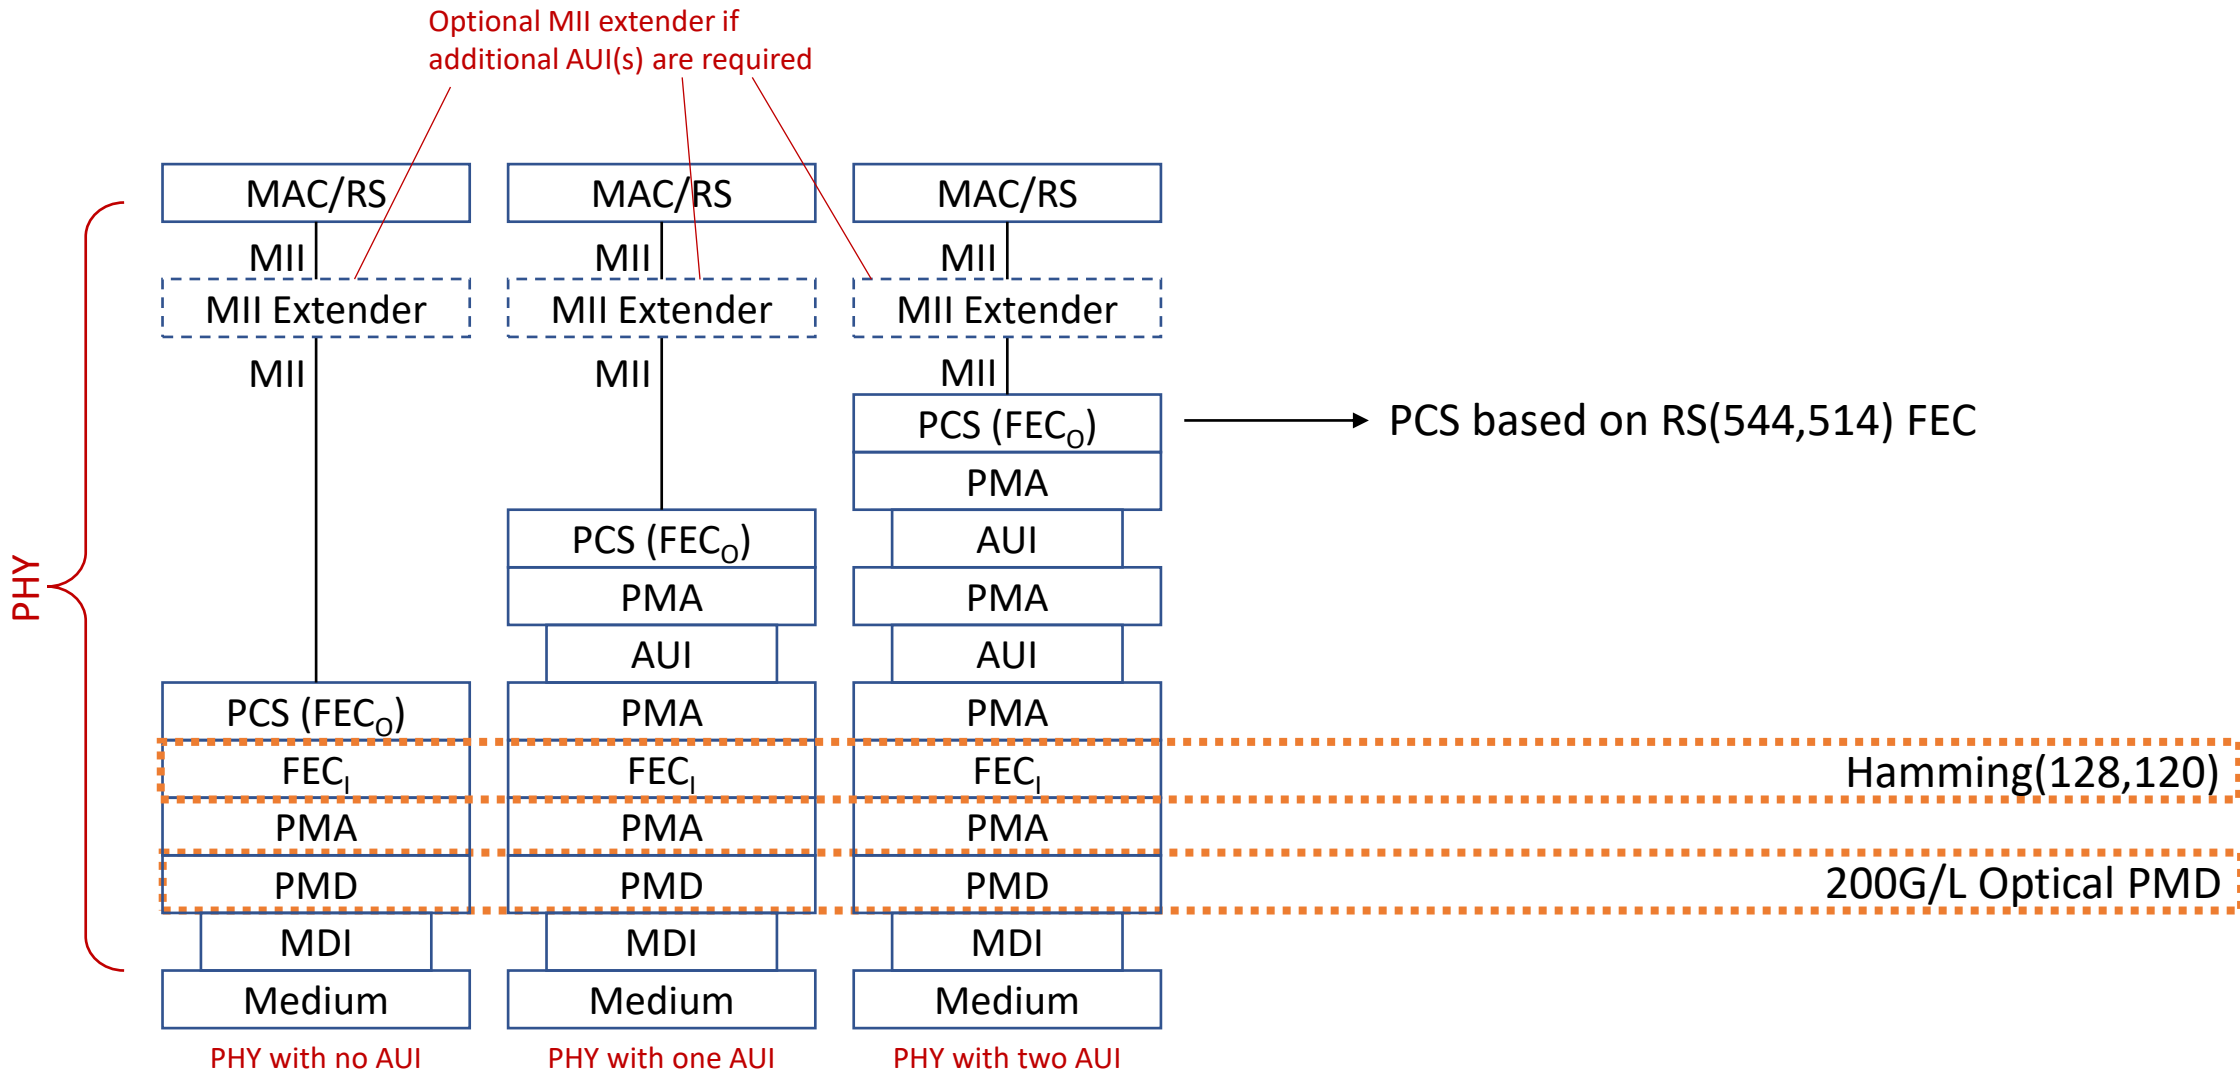 Optional MII extender if
additional AUI(s) are required
PHY
MAC/RS
MII
MII Extender
MII
PCS (FECO)
FECI
PMA
PMD
MDI
Medium
PHY with no AUI
MAC/RS
MII
MII Extender
MII
PCS (FECO)
PMA
AUI
PMA
FECI
PMA
PMD
MDI
Medium
PHY with one AUI
MAC/RS
MII
MII Extender
MII
PCS (FECO)
PMA
AUI
PMA
AUI
PMA
FECI
PMA
PMD
MDI
Medium
PHY with two AUI
PCS based on RS(544,514) FEC
Hamming(128,120)
200G/L Optical PMD